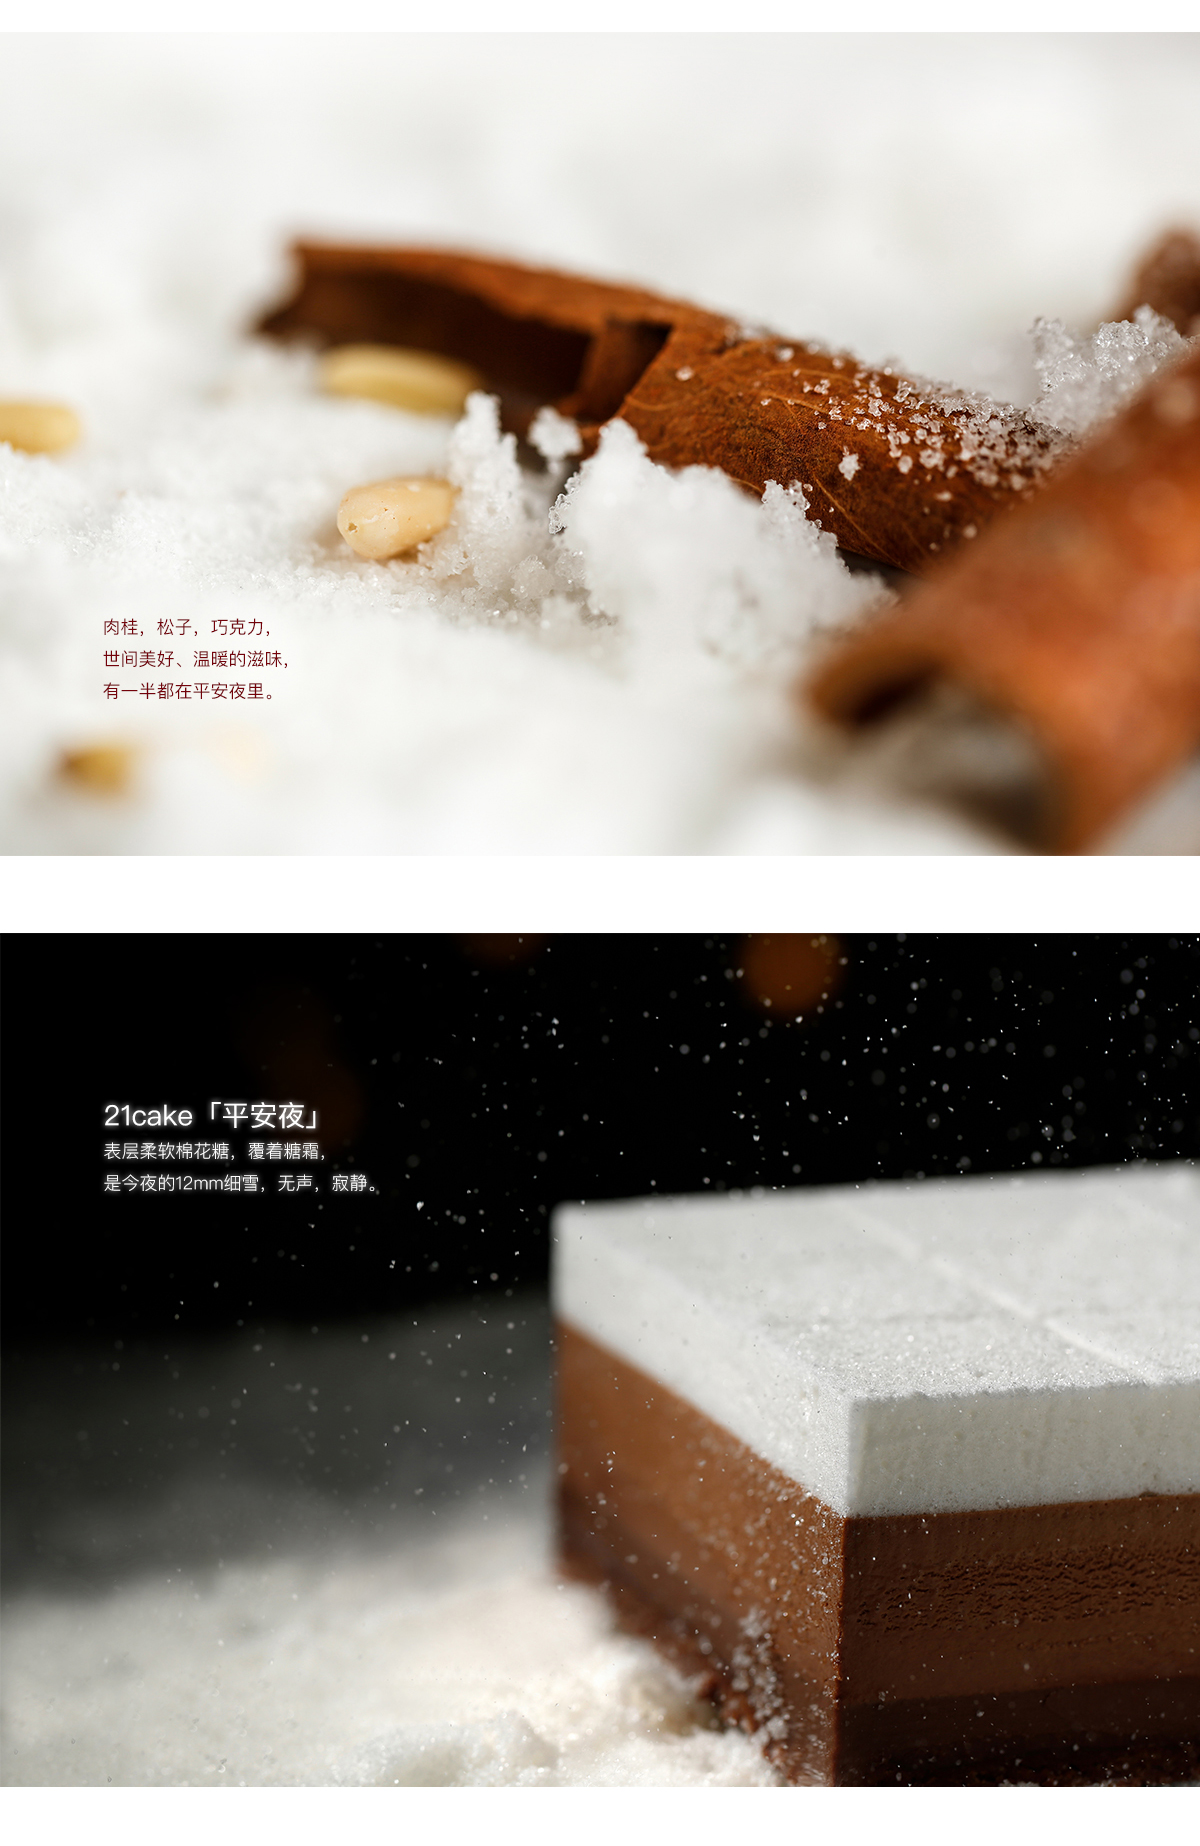 肉桂，松子，巧克力，
世间美好、温暖的滋味，
有一半都在平安夜里。
21cake「平安夜」
表层柔软棉花糖，覆着糖霜，
是今夜的12mm细雪，无声，寂静。